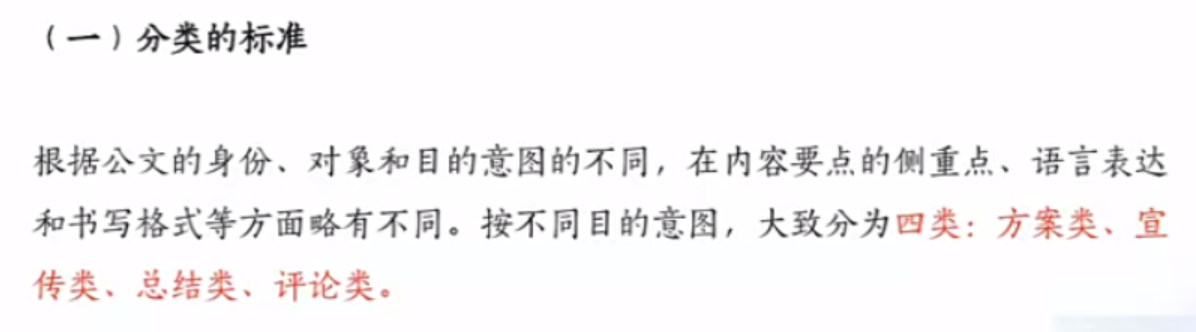 （一）分类的标准
根据公文的身份、对象和目的意图的不同，在内容要点的侧重点、语言表达
和书写格式等方面略有不同。按不同目的意图，大致分为四类：方案类、宣
传类、总结类、评论类。